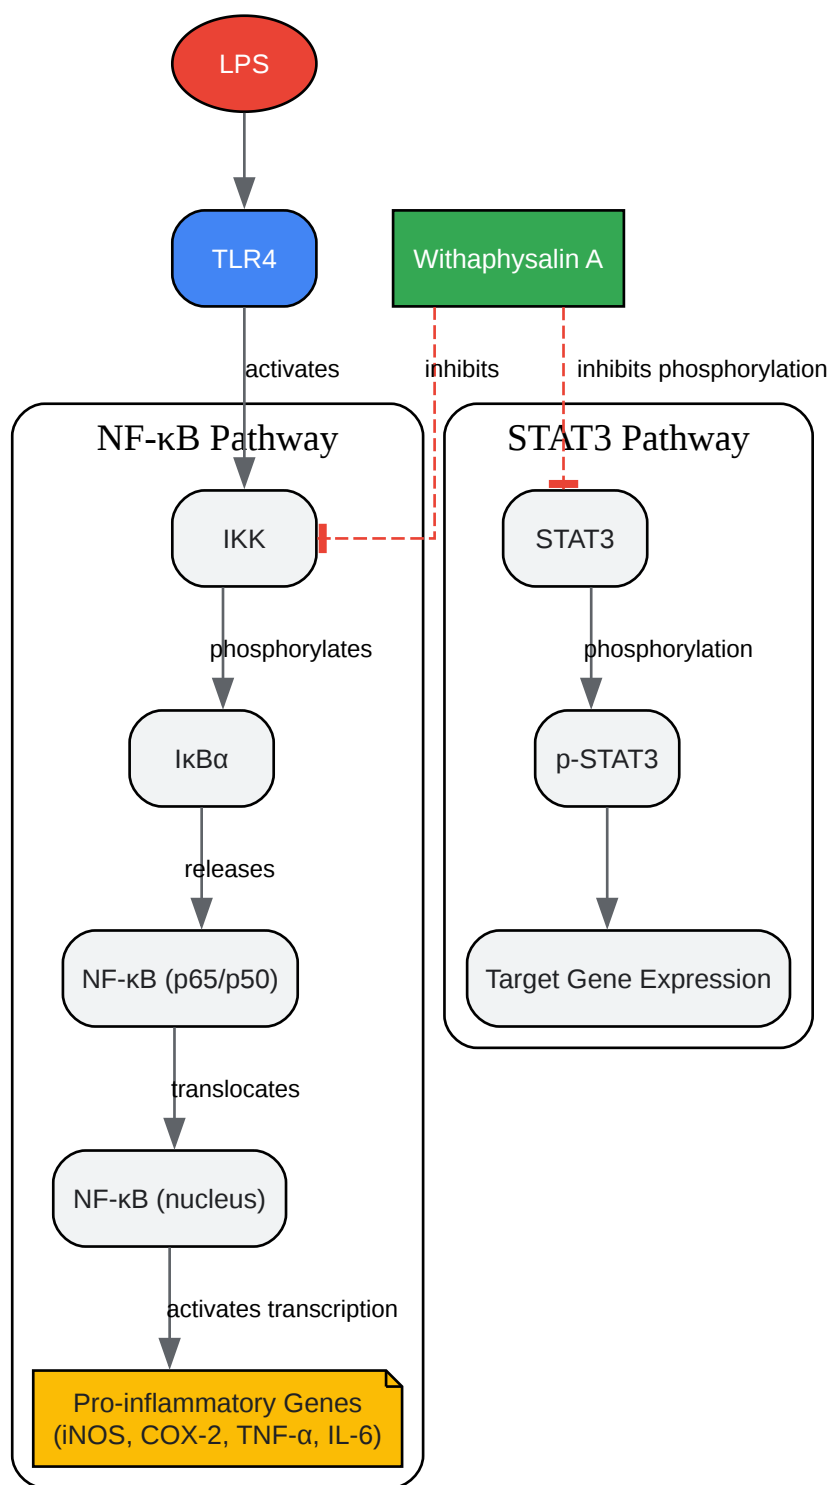 LPS
TLR4
Withaphysalin A
activates
inhibits
inhibits phosphorylation
NF-κB Pathway
STAT3 Pathway
IKK
STAT3
phosphorylates
phosphorylation
IκBα
p-STAT3
releases
NF-κB (p65/p50)
Target Gene Expression
translocates
NF-κB (nucleus)
activates transcription
Pro-inflammatory Genes
(iNOS, COX-2, TNF-α, IL-6)